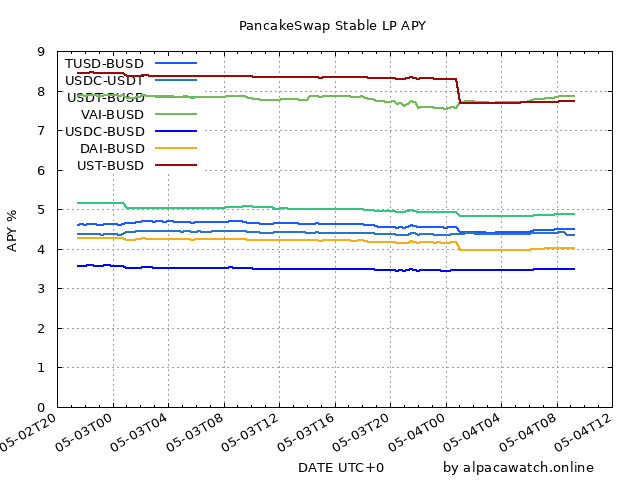 PancakeSwap Stable LP APY
APY %
9
8
7
6
5
4
3
2
1
0
TUSD-BUSD
USDC-USDT
USDT-BUSD
VAI-BUSD
USDC-BUSD
DAI-BUSD
UST-BUSD
05-02T20
05-03T00
05-03T04
05-03T08
05-03T12
05-03T16
05-03T20
05-04T00
05-04T04
05-04T08
05-04T12
DATE UTC+0
by alpacawatch.online